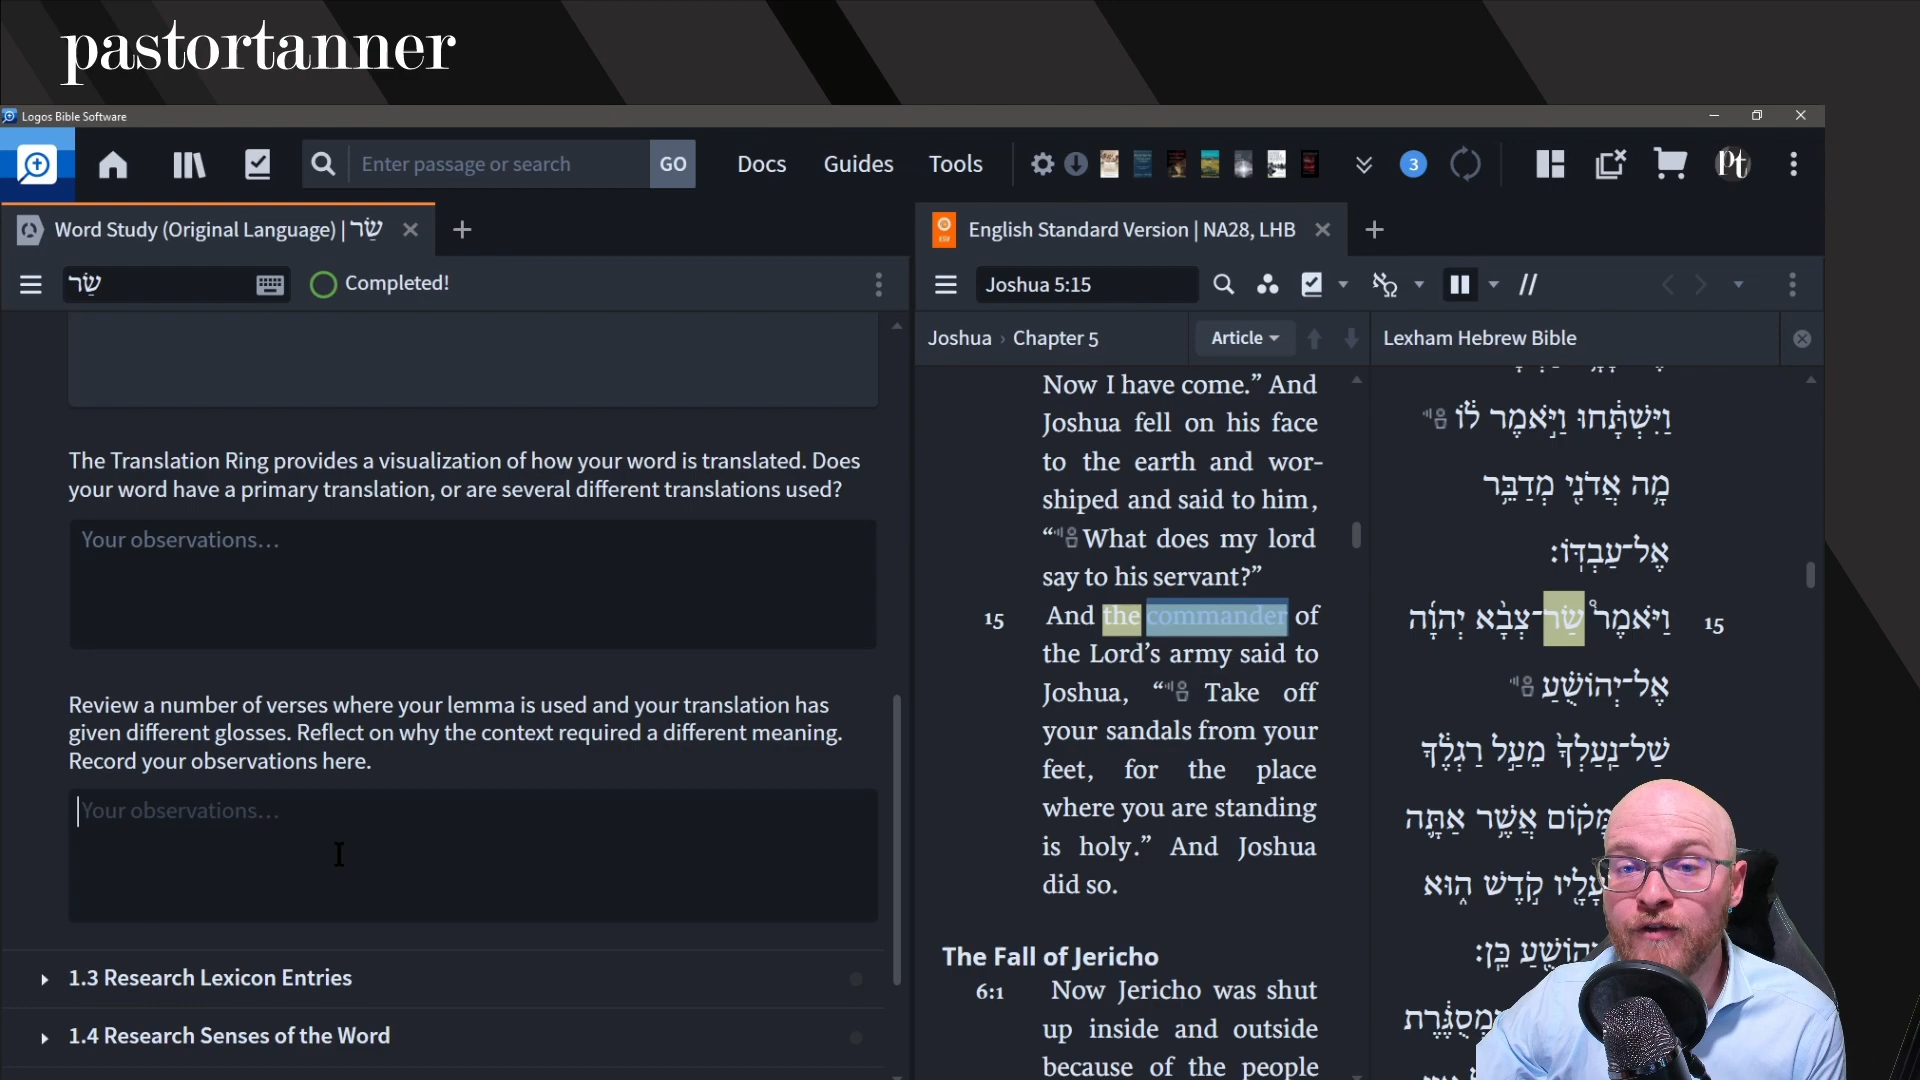 pastortanner
Logos Bible Software
Enter passage or search
GO
Docs
Guides
Tools
3
pt
Word Study (Original Language) | שַׂר
English Standard Version | NA28, LHB
שַׂר
Completed!
Joshua 5:15
Joshua › Chapter 5
Article
Lexham Hebrew Bible
The Translation Ring provides a visualization of how your word is translated. Does
your word have a primary translation, or are several different translations used?
Your observations…
Review a number of verses where your lemma is used and your translation has
given different glosses. Reflect on why the context required a different meaning.
Record your observations here.
Your observations…
1.3 Research Lexicon Entries
1.4 Research Senses of the Word
Now I have come.” And
Joshua fell on his face
to the earth and wor-
shiped and said to him,
“What does my lord
say to his servant?”
15 And the commander of
the Lord’s army said to
Joshua, “ Take off
your sandals from your
feet, for the place
where you are standing
is holy.” And Joshua
did so.
The Fall of Jericho
6:1 Now Jericho was shut
up inside and outside
because of the people
וַיִּשְׁתָּ֔חוּ וַיֹּ֣אמֶר ל֔וֹ
מָ֥ה אֲדֹנִ֖י מְדַבֵּ֥ר
אֶל־עַבְדּֽוֹ׃
15 וַיֹּאמֶר֩ שַׂר־צְבָ֨א יְהוָ֜ה
אֶל־יְהוֹשֻׁ֗עַ
שַׁל־נַֽעַלְךָ֙ מֵעַ֣ל רַגְלֶ֔ךָ
אֲשֶׁ֥ר אַתָּ֛ה
עָלָ֖יו קֹ֣דֶשׁ ה֑וּא
כֵּֽן׃